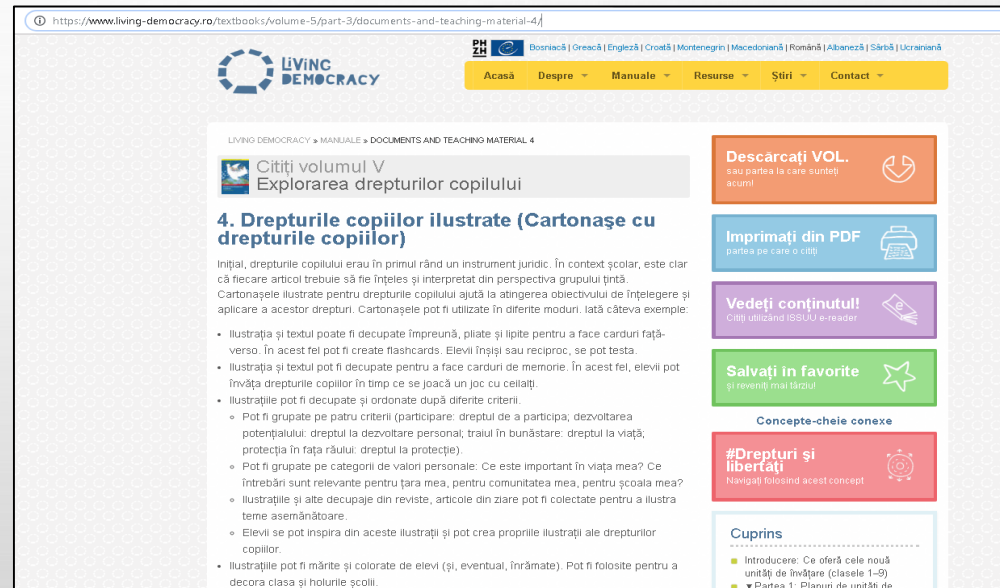 https://www.living-democracy.ro/textbooks/volume-5/part-3/documents-and-teaching-material-4/
PH
ZH
Bosniacă | Greacă | Engleză | Croată | Montenegrin | Macedoniană | Română | Albaneză | Sârbă | Ucrainiană
LiViNG
DEMOCRACY
Acasă Despre Manuale Resurse Știri Contact
LIVING DEMOCRACY » MANUALE » DOCUMENTS AND TEACHING MATERIAL 4
Citiți volumul V
Explorarea drepturilor copilului
4. Drepturile copiilor ilustrate (Cartonaşe cu
drepturile copiilor)
Inițial, drepturile copilului erau în primul rând un instrument juridic. În context școlar, este clar
că fiecare articol trebuie să fie înțeles și interpretat din perspectiva grupului țintă.
Cartonașele ilustrate pentru drepturile copilului ajută la atingerea obiectivului de înțelegere și
aplicare a acestor drepturi. Cartonașele pot fi utilizate în diferite moduri. Iată câteva exemple:
Ilustrația și textul poate fi decupate împreună, pliate și lipite pentru a face carduri față-
verso. În acest fel pot fi create flashcards. Elevii înșiși sau reciproc, se pot testa.
Ilustrația și textul pot fi decupate pentru a face carduri de memorie. În acest fel, elevii pot
învăța drepturile copiilor în timp ce se joacă un joc cu ceilalți.
Ilustrațiile pot fi decupate și ordonate după diferite criterii.
Pot fi grupate pe patru criterii (participare: dreptul de a participa; dezvoltarea
potențialului: dreptul la dezvoltare personal; traiul în bunăstare: dreptul la viață;
protecția în fața răului: dreptul la protecție).
Pot fi grupate pe categorii de valori personale: Ce este important în viața mea? Ce
întrebări sunt relevante pentru țara mea, pentru comunitatea mea, pentru școala mea?
Ilustrațiile și alte decupaje din reviste, articole din ziare pot fi colectate pentru a ilustra
teme asemănătoare.
Elevii se pot inspira din aceste ilustrații și pot crea propriile ilustrații ale drepturilor
copiilor.
Ilustrațiile pot fi mărite și colorate de elevi (și, eventual, înrămate). Pot fi folosite pentru a
decora clasa și holurile școlii.
Descărcați VOL.
sau partea la care sunteți
acum!
Imprimați din PDF
partea pe care o citiți
Vedeți conținutul!
Citiți utilizând ISSUU e-reader
Salvați în favorite
și reveniți mai târziu!
Concepte-cheie conexe
#Drepturi şi
libertăţi
Navigați folosind acest concept
Cuprins
Introducere: Ce oferă cele nouă
unități de învățare (clasele 1–9)
▼Partea 1: Planuri de unități de